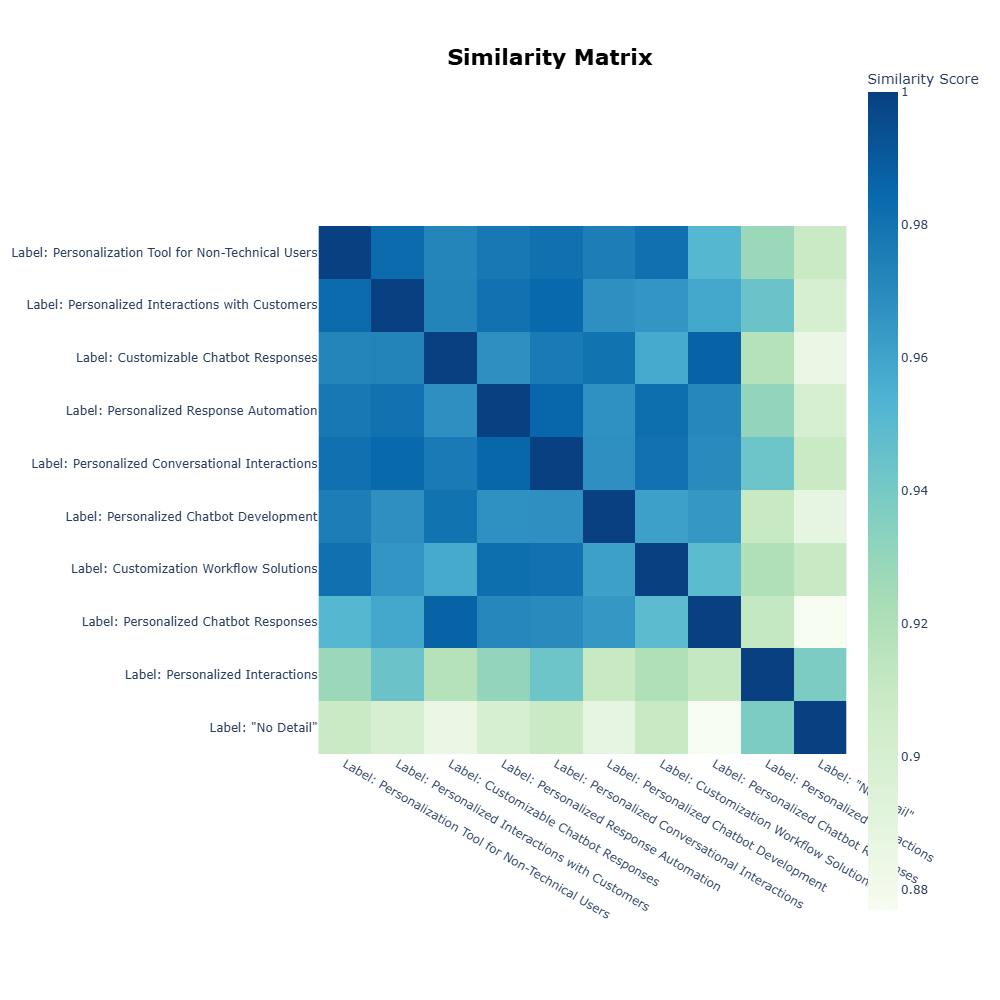 Similarity Matrix
Similarity Score
1
0.98
0.96
0.94
0.92
0.9
0.88
Label: Personalization Tool for Non-Technical Users
Label: Personalized Interactions with Customers
Label: Customizable Chatbot Responses
Label: Personalized Response Automation
Label: Personalized Conversational Interactions
Label: Personalized Chatbot Development
Label: Customization Workflow Solutions
Label: Personalized Chatbot Responses
Label: Personalized Interactions
Label: "No Detail"
Label: Personalization Tool for Non-Technical Users
Label: Personalized Interactions with Customers
Label: Customizable Chatbot Responses
Label: Personalized Response Automation
Label: Personalized Conversational Interactions
Label: Personalized Chatbot Development
Label: Customization Workflow Solutions
Label: Personalized Chatbot Responses
Label: Personalized Interactions
Label: "No Detail"